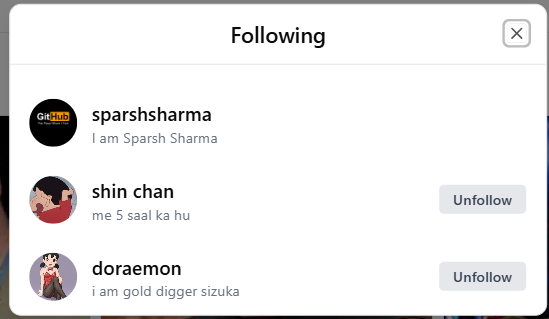 Following
GitHub
sparshsharma
I am Sparsh Sharma
shin chan
me 5 saal ka hu
Unfollow
doraemon
i am gold digger sizuka
Unfollow